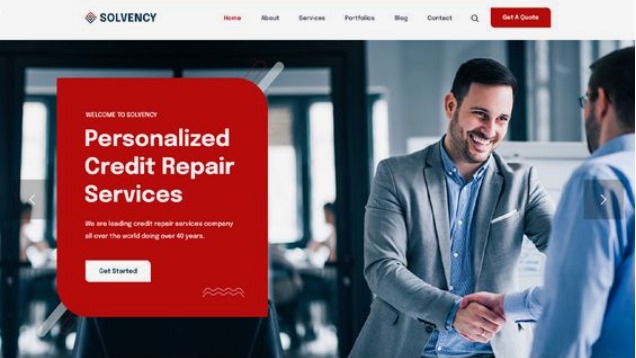 SOLVENCY
Home About Services Portfolios Blog Contact Get A Quote
WELCOME TO SOLVENCY
Personalized
Credit Repair
Services
We are leading credit repair services company
all over the world doing over 40 years.
Get Started